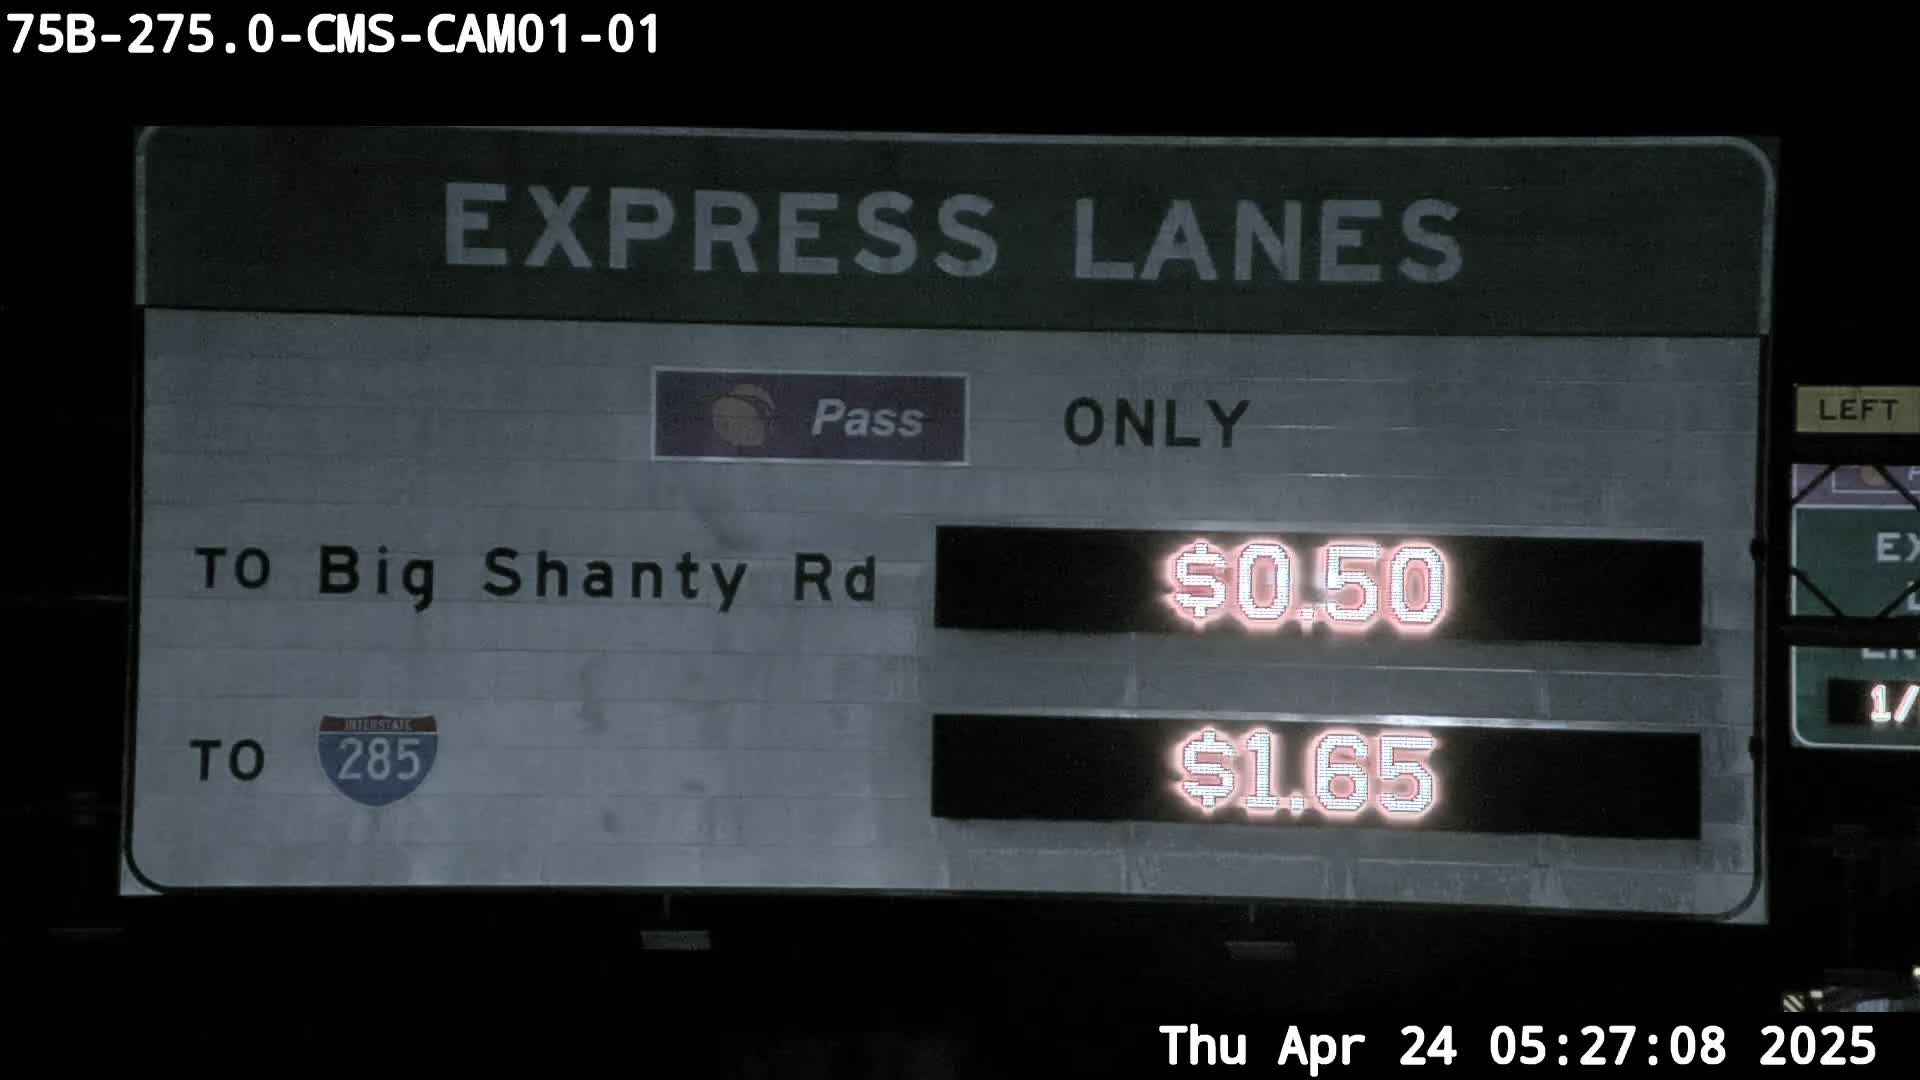 75B-275.0-CMS-CAM01-01
EXPRESS LANES
Pass ONLY
TO Big Shanty Rd $0.50
TO INTERSTATE 285 $1.65
LEFT
Thu Apr 24 05:27:08 2025